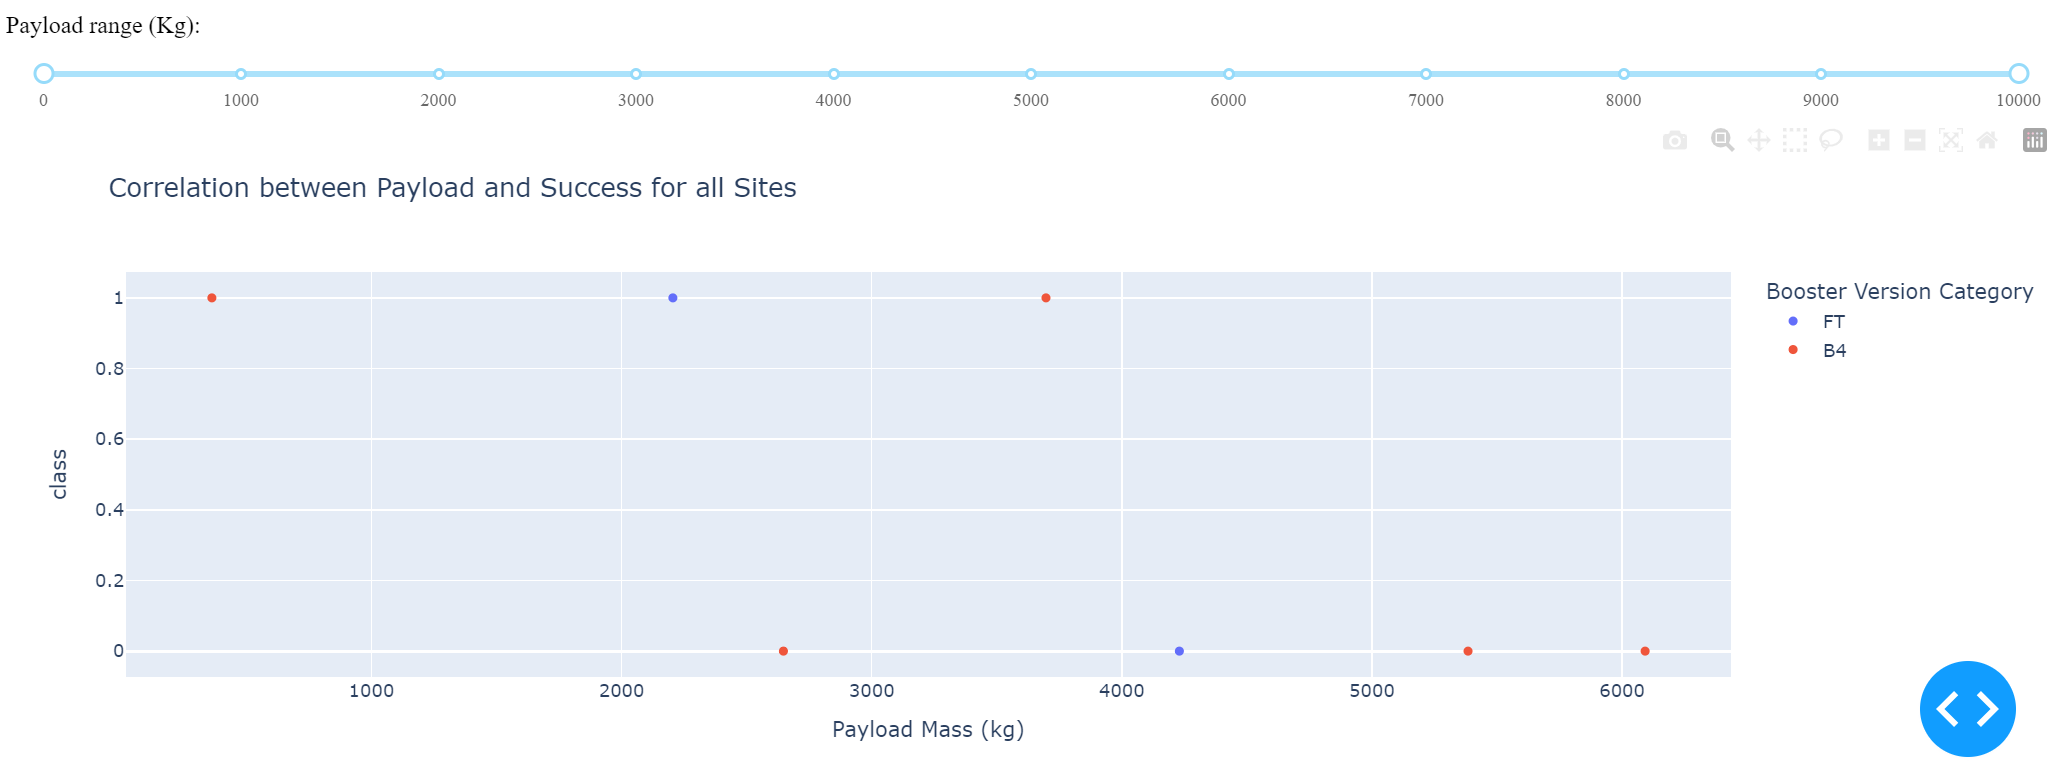 Payload range (Kg):
0 1000 2000 3000 4000 5000 6000 7000 8000 9000 10000
Correlation between Payload and Success for all Sites
Booster Version Category
FT
B4
1
0.8
0.6
0.4
0.2
0
class
1000 2000 3000 4000 5000 6000
Payload Mass (kg)